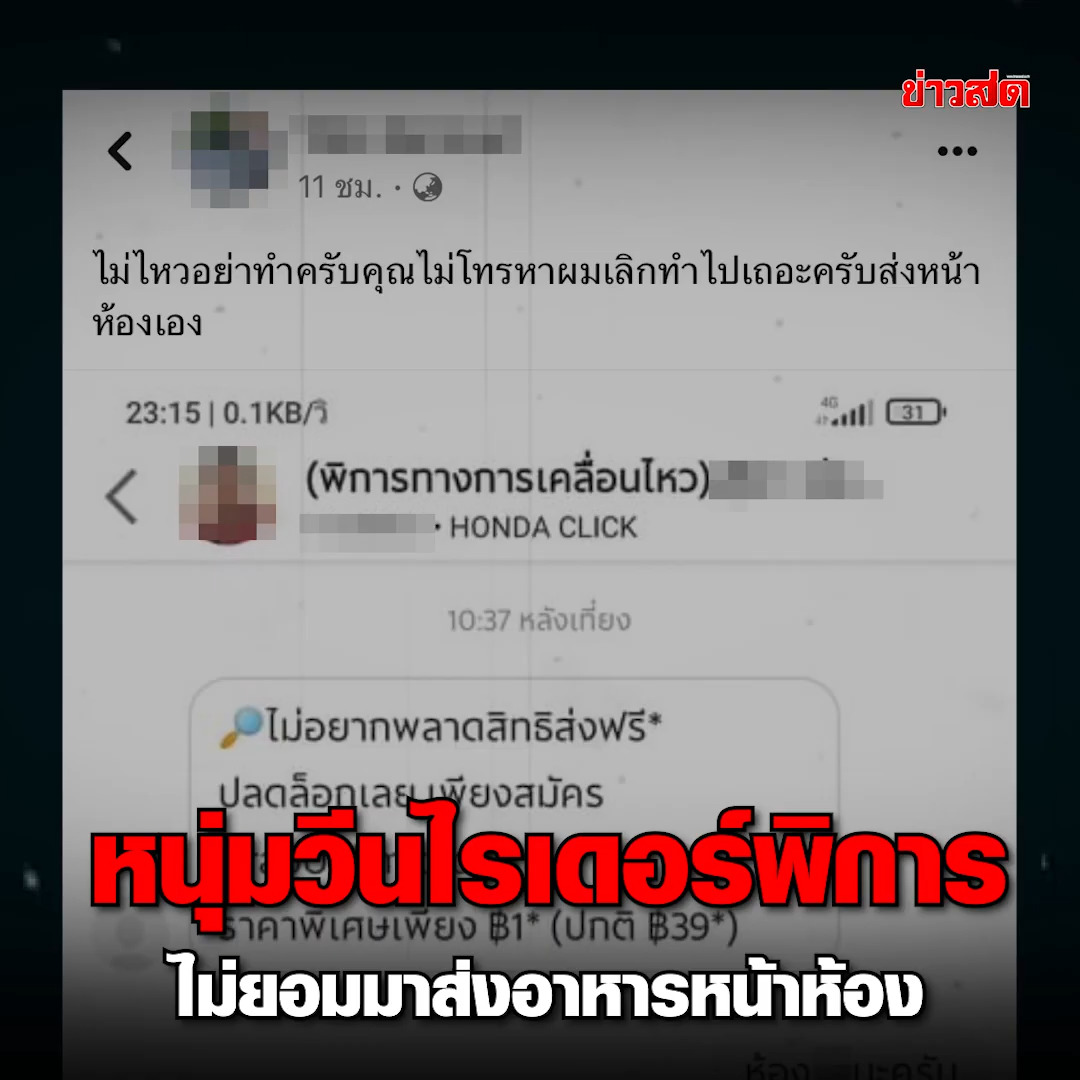 ข่าวสด
11 ชม. ·
ไม่ไหวอย่าทำครับคุณไม่โทรหาผมเลิกทำไปเถอะครับส่งหน้า
ห้องเอง
23:15 | 0.1KB/วิ
4G
31
(พิการทางการเคลื่อนไหว)
· HONDA CLICK
10:37 หลังเที่ยง
ไม่อยากพลาดสิทธิส่งฟรี*
ปลดล็อกเลย เพียงสมัคร
หนุ่มวีนไรเดอร์พิการ
ราคาพิเศษเพียง ฿1* (ปกติ ฿39*)
ไม่ยอมมาส่งอาหารหน้าห้อง
ห้อง